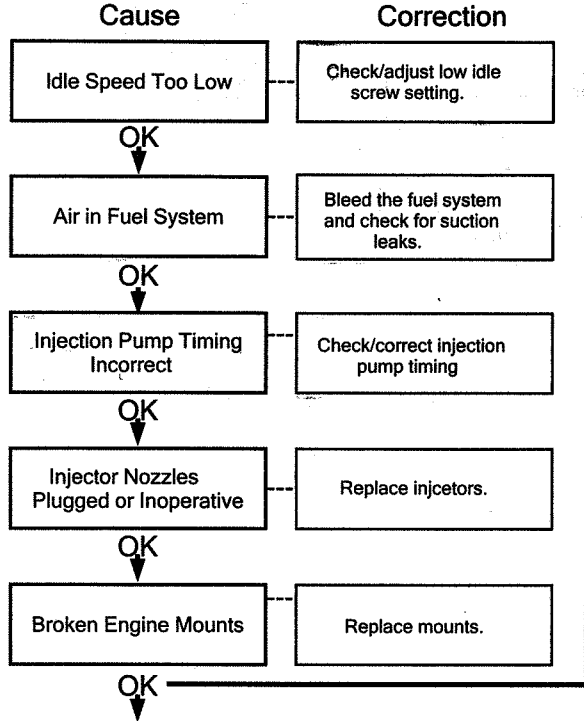 Cause
Correction
Idle Speed Too Low
Check/adjust low idle
screw setting.
OK
Air in Fuel System
Bleed the fuel system
and check for suction
leaks.
OK
Injection Pump Timing
Incorrect
Check/correct injection
pump timing
OK
Injector Nozzles
Plugged or Inoperative
Replace injcetors.
OK
Broken Engine Mounts
Replace mounts.
OK